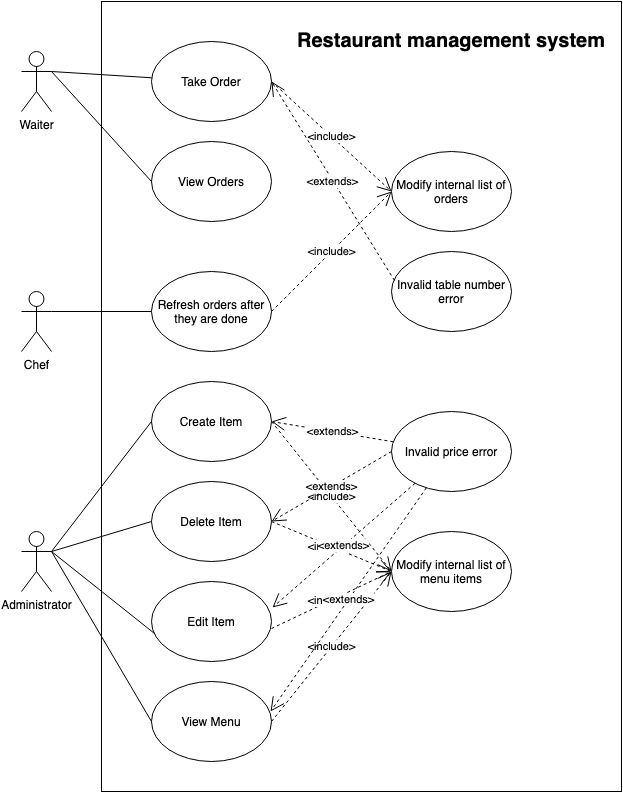 Restaurant management system
Take Order
Waiter
<include>
View Orders
<extends>
Modify internal list of
orders
<include>
Invalid table number
error
Refresh orders after
they are done
Chef
Create Item
<extends>
Invalid price error
<extends>
<include>
Delete Item
<extends>
Modify internal list of
menu items
Administrator
<extends>
Edit Item
<include>
View Menu